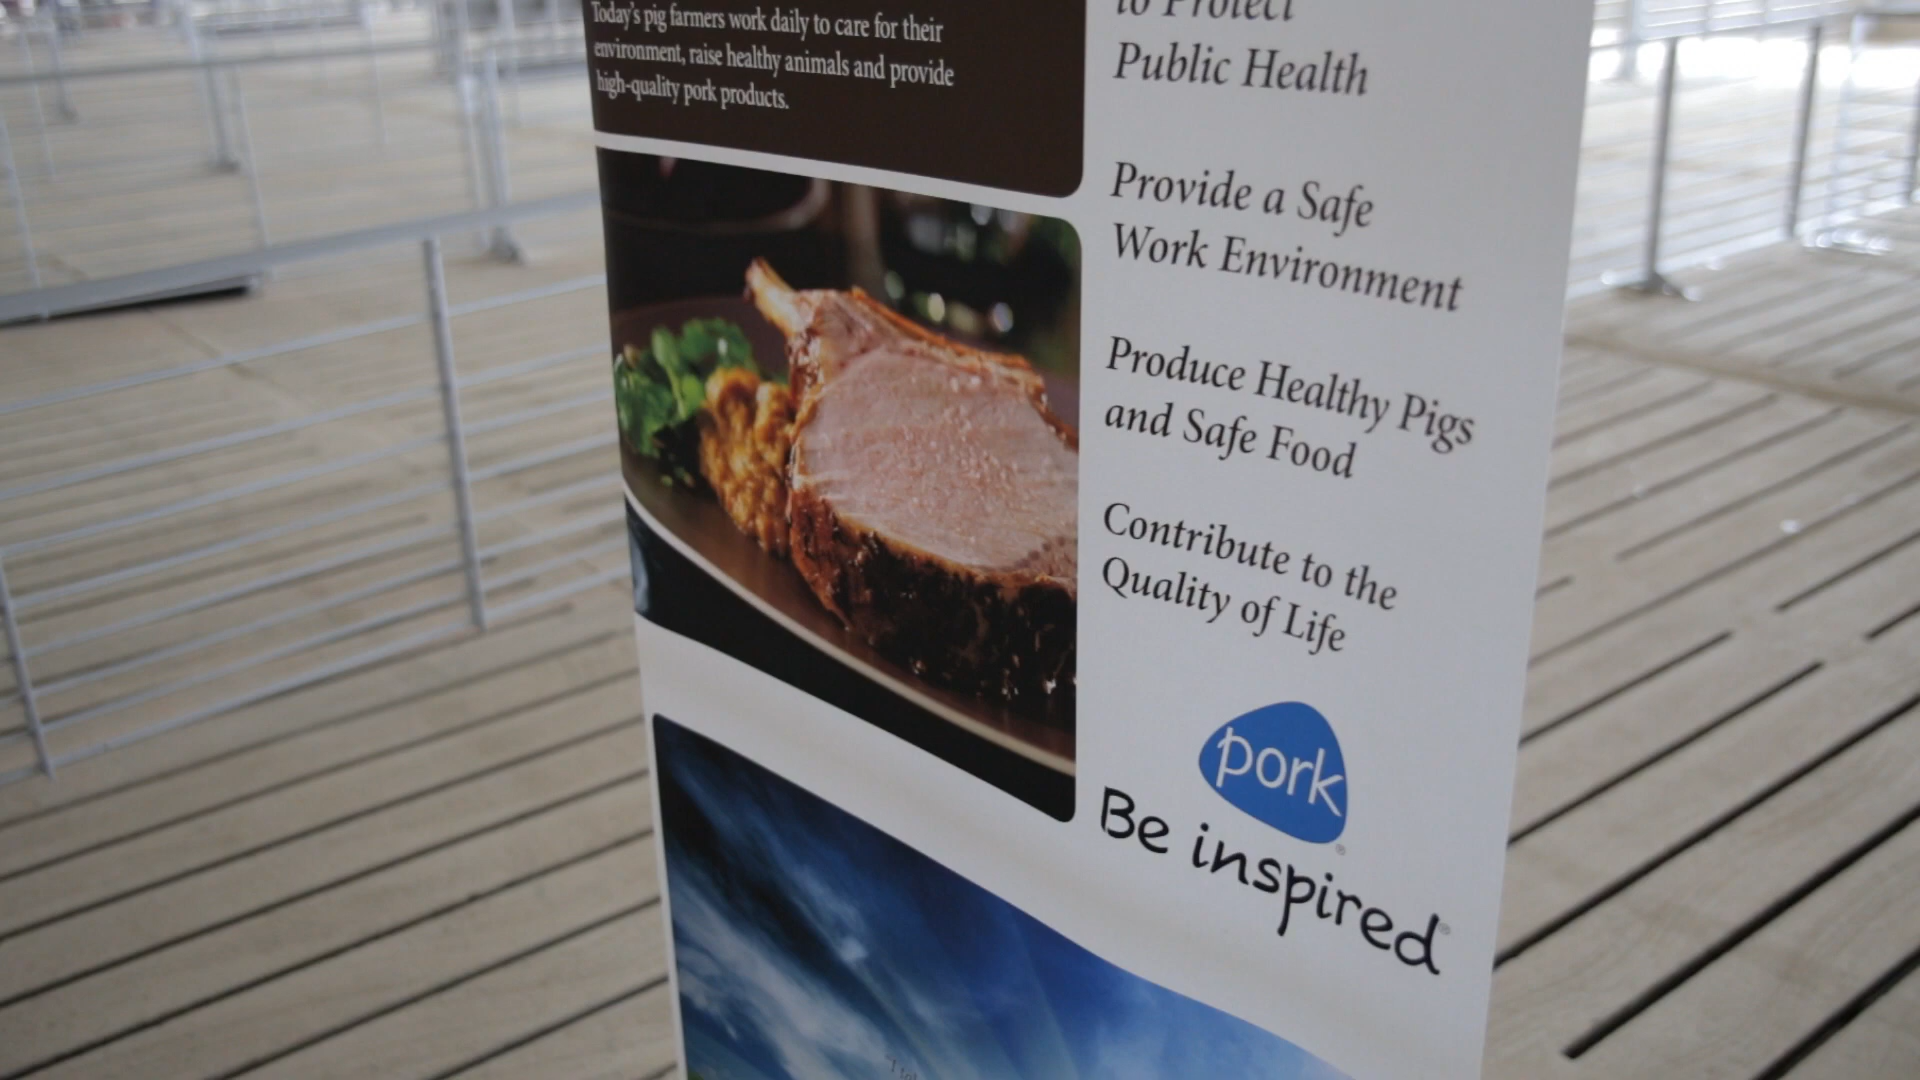 Today's pig farmers work daily to care for their
environment, raise healthy animals and provide
high-quality pork products.
to Protect
Public Health
Provide a Safe
Work Environment
Produce Healthy Pigs
and Safe Food
Contribute to the
Quality of Life
pork
®
Be inspired®